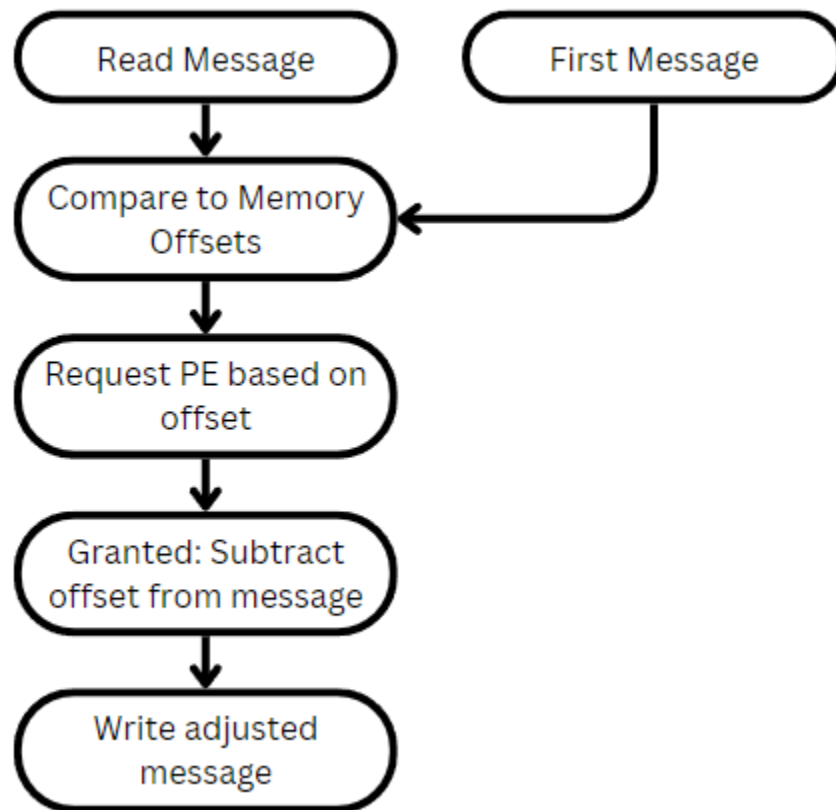 Read Message
First Message
Compare to Memory
Offsets
Request PE based on
offset
Granted: Subtract
offset from message
Write adjusted
message